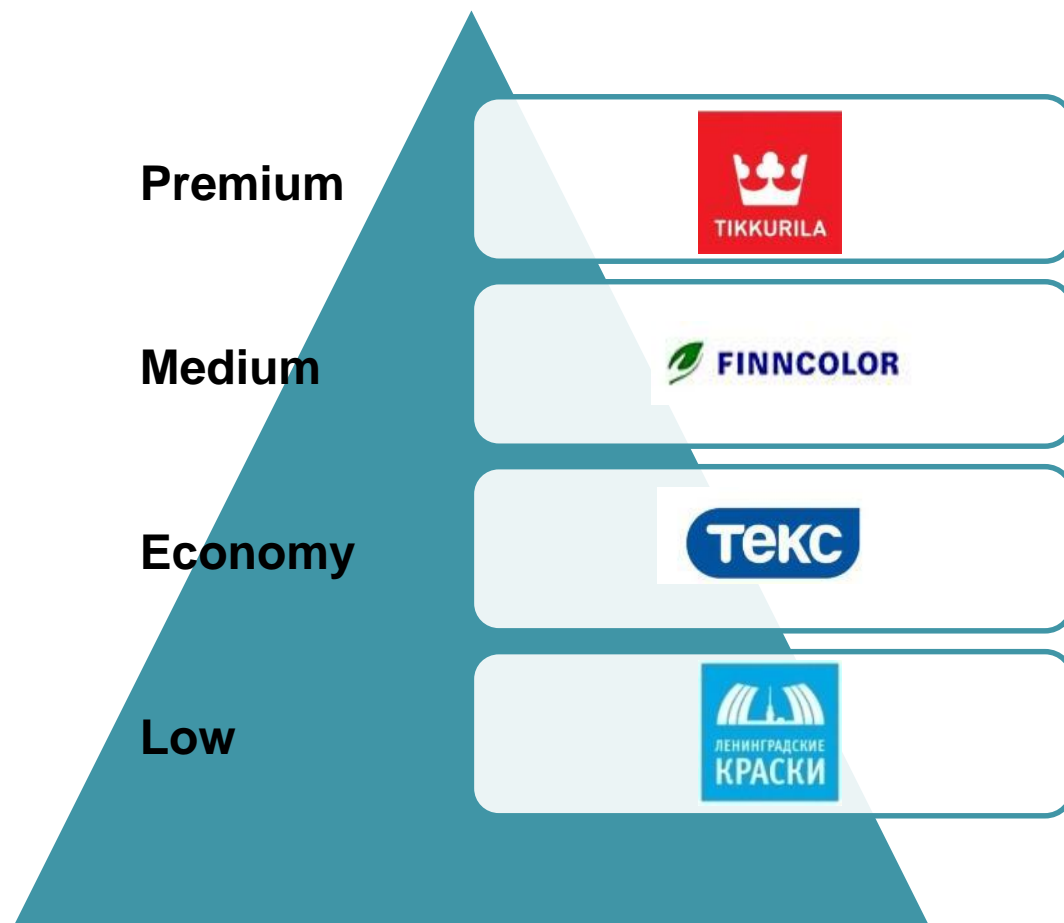 Premium
TIKKURILA
Medium
FINNCOLOR
Economy
текс
Low
ЛЕНИНГРАДСКИЕ
КРАСКИ